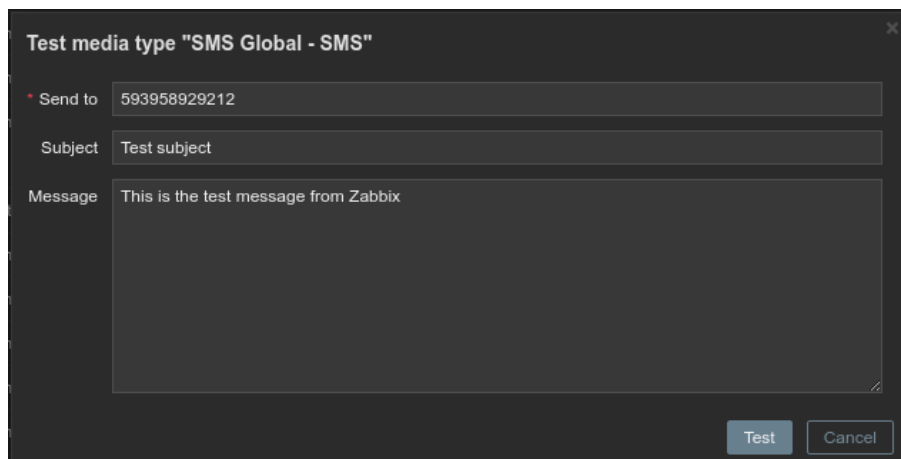 Test media type "SMS Global - SMS"
* Send to 593958929212
Subject Test subject
Message This is the test message from Zabbix
Test Cancel